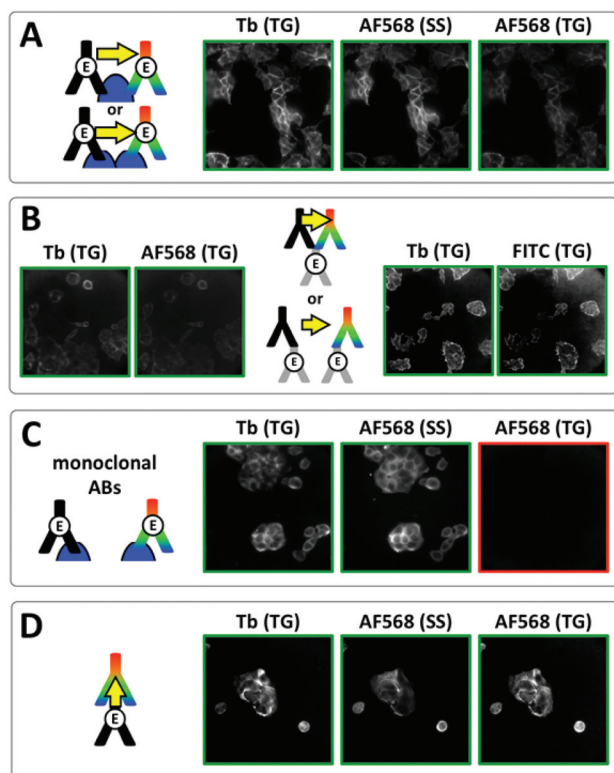 A
Tb (TG) AF568 (SS) AF568 (TG)
E E
or
E E
B
Tb (TG) AF568 (TG)
E
or
E E
Tb (TG) FITC (TG)
C
monoclonal
ABs
E E
Tb (TG) AF568 (SS) AF568 (TG)
D
E
Tb (TG) AF568 (SS) AF568 (TG)